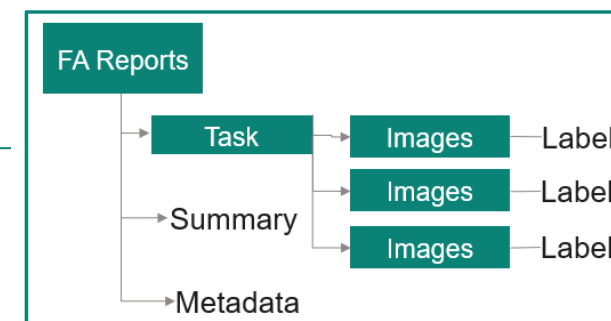 FA Reports
Task
Images
Label
Images
Label
Summary
Images
Label
Metadata